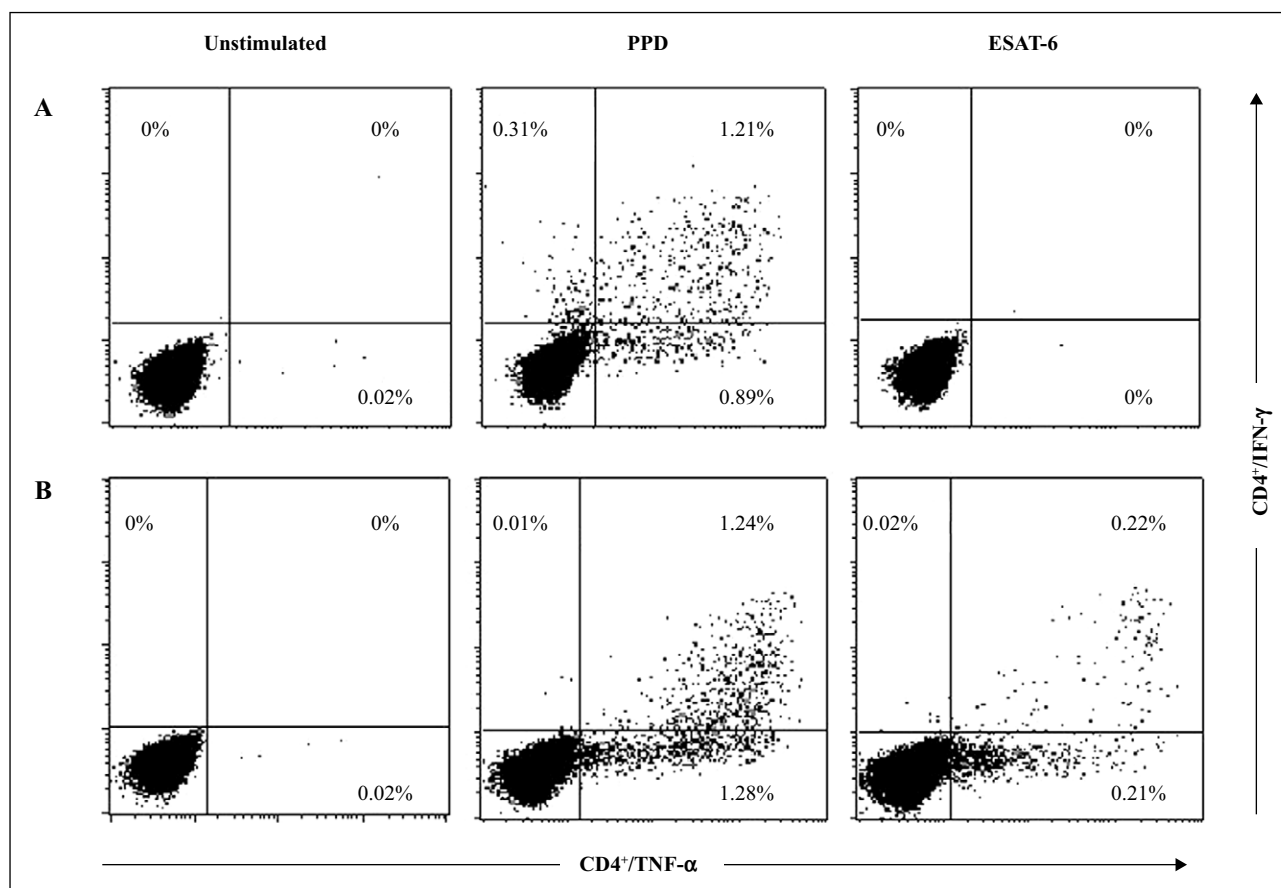 Unstimulated PPD ESAT-6
A
0% 0% 0.31% 1.21% 0% 0%
0.02% 0.89% 0%
B
0% 0% 0.01% 1.24% 0.02% 0.22%
0.02% 1.28% 0.21%
CD4⁺/IFN-γ
CD4⁺/TNF-α